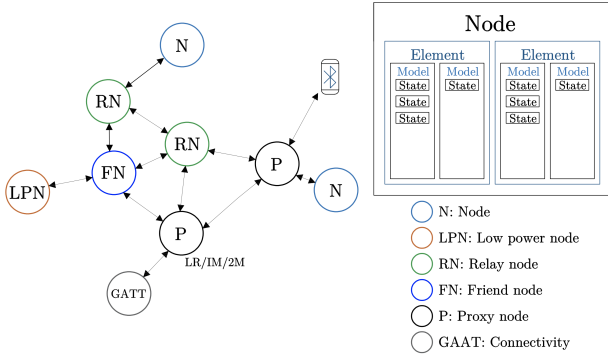 N
RN
RN
FN
LPN
P
N
P
LR/IM/2M
GATT
Node
Element
Element
Model
Model
Model
Model
State
State
State
State
State
State
State
State
N: Node
LPN: Low power node
RN: Relay node
FN: Friend node
P: Proxy node
GAAT: Connectivity